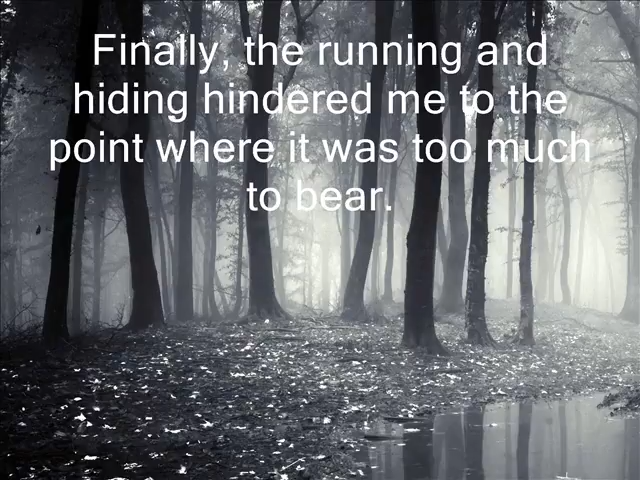 Finally, the running and
hiding hindered me to the
point where it was too much
to bear.